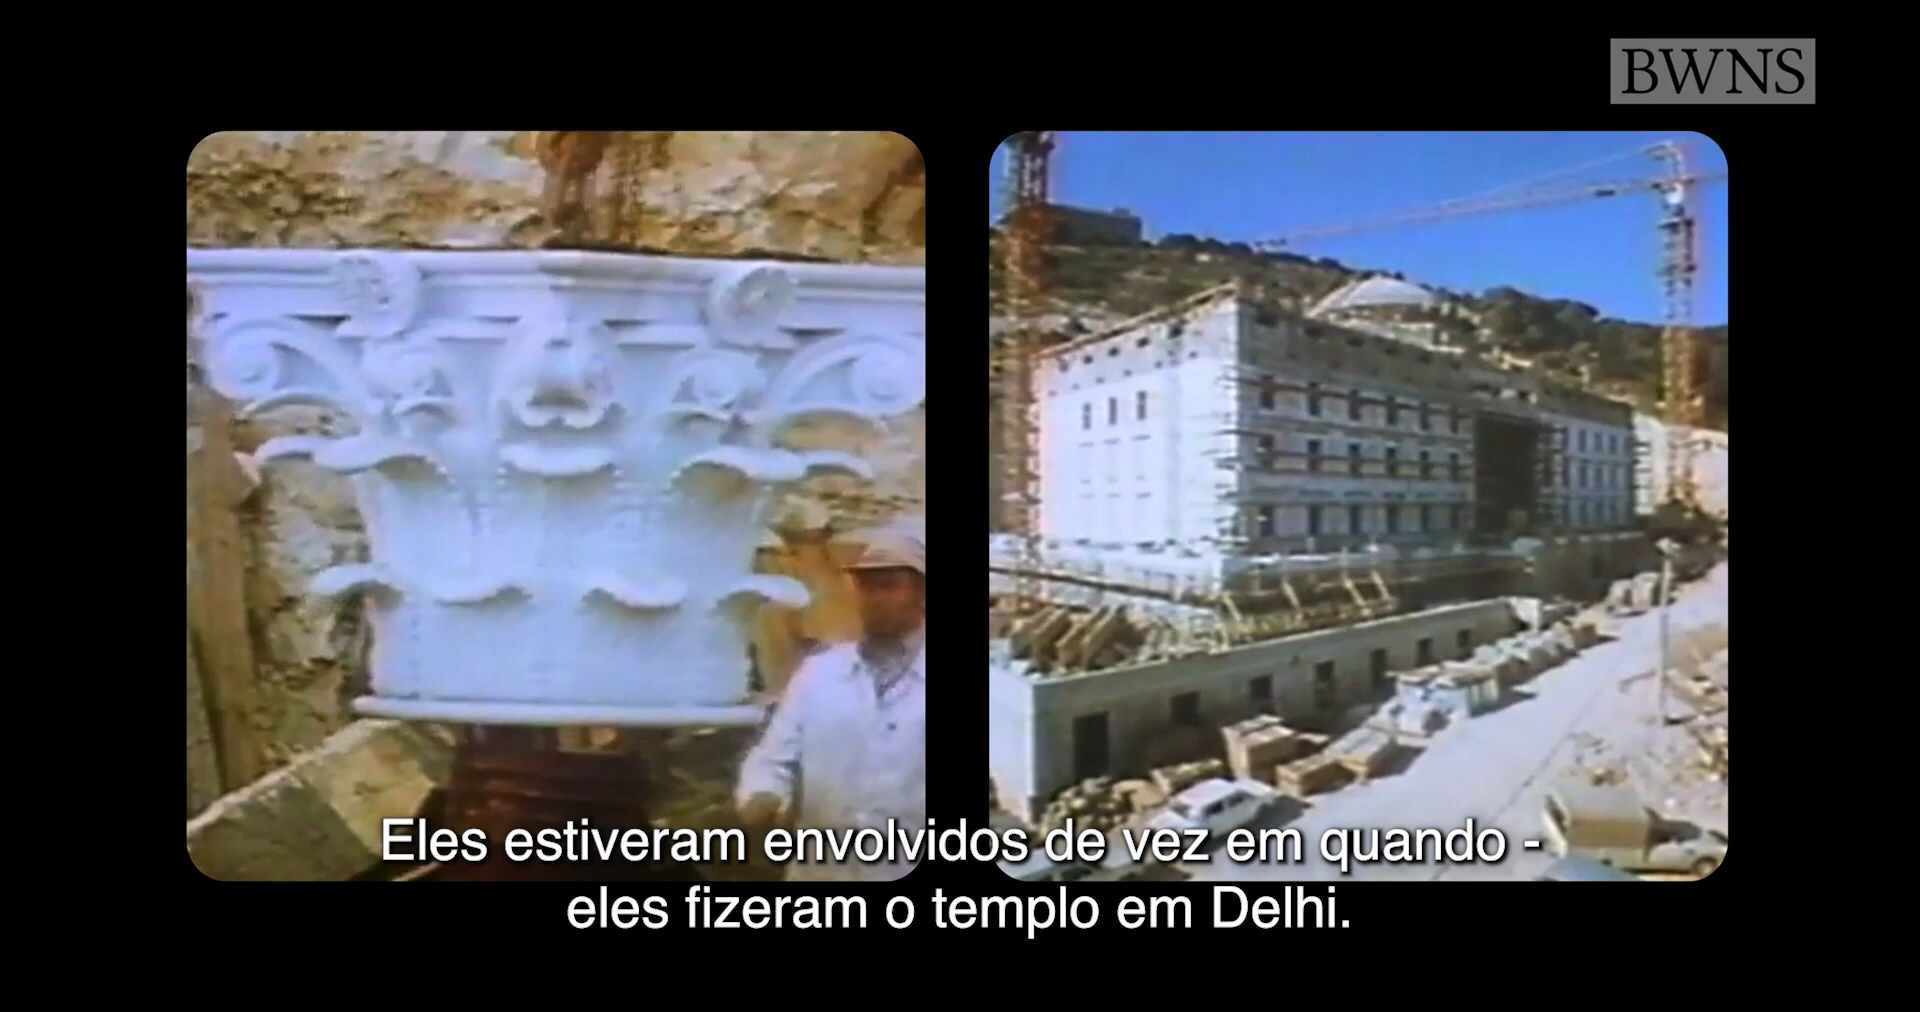 BWNS
Eles estiveram envolvidos de vez em quando -
eles fizeram o templo em Delhi.